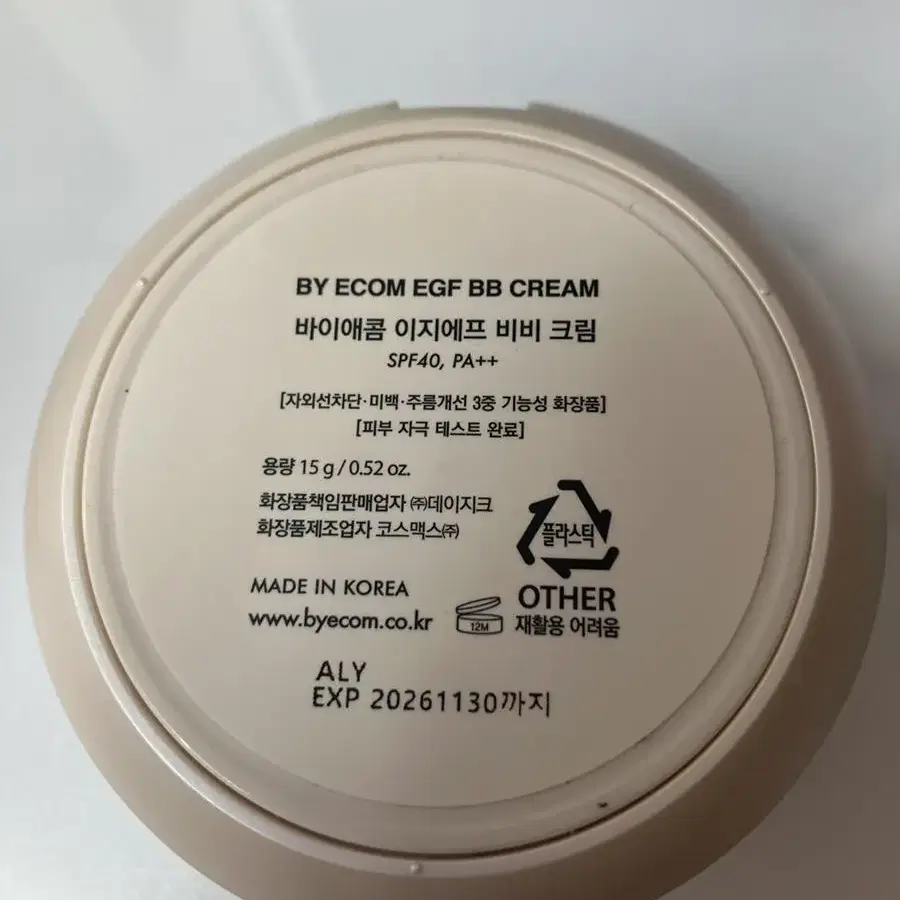 BY ECOM EGF BB CREAM
바이애콤 이지에프 비비 크림
SPF40, PA++
[자외선차단·미백·주름개선 3중 기능성 화장품]
[피부 자극 테스트 완료]
용량 15 g / 0.52 oz.
화장품책임판매업자 ㈜데이지크
화장품제조업자 코스맥스㈜
플라스틱
OTHER
재활용 어려움
MADE IN KOREA
www.byecom.co.kr
12M
ALY
EXP 20261130까지